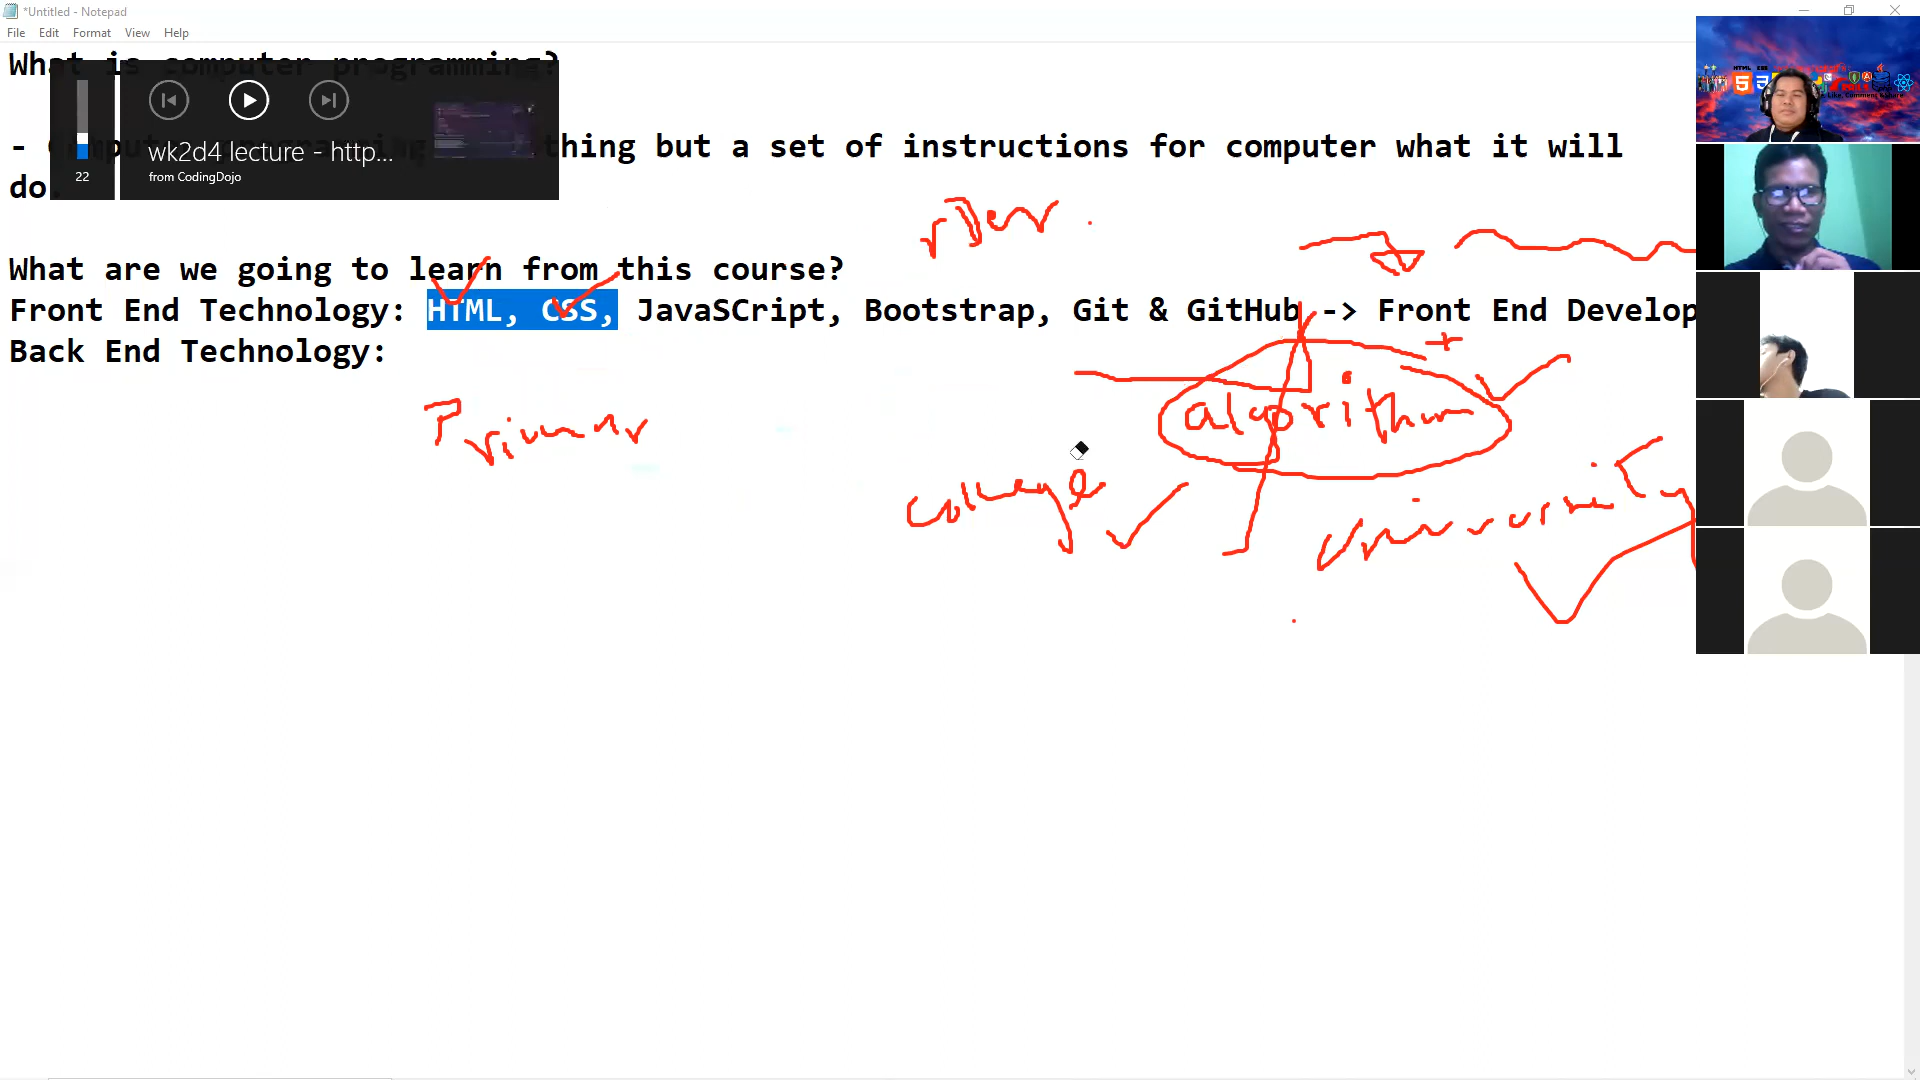 *Untitled - Notepad
File Edit Format View Help
What is computer programming?
22
wk2d4 lecture - http...
from CodingDojo
thing but a set of instructions for computer what it will
do.
What are we going to learn from this course?
Front End Technology: HTML, CSS, JavaSCript, Bootstrap, Git & GitHub -> Front End Develop
Back End Technology:
algorithm